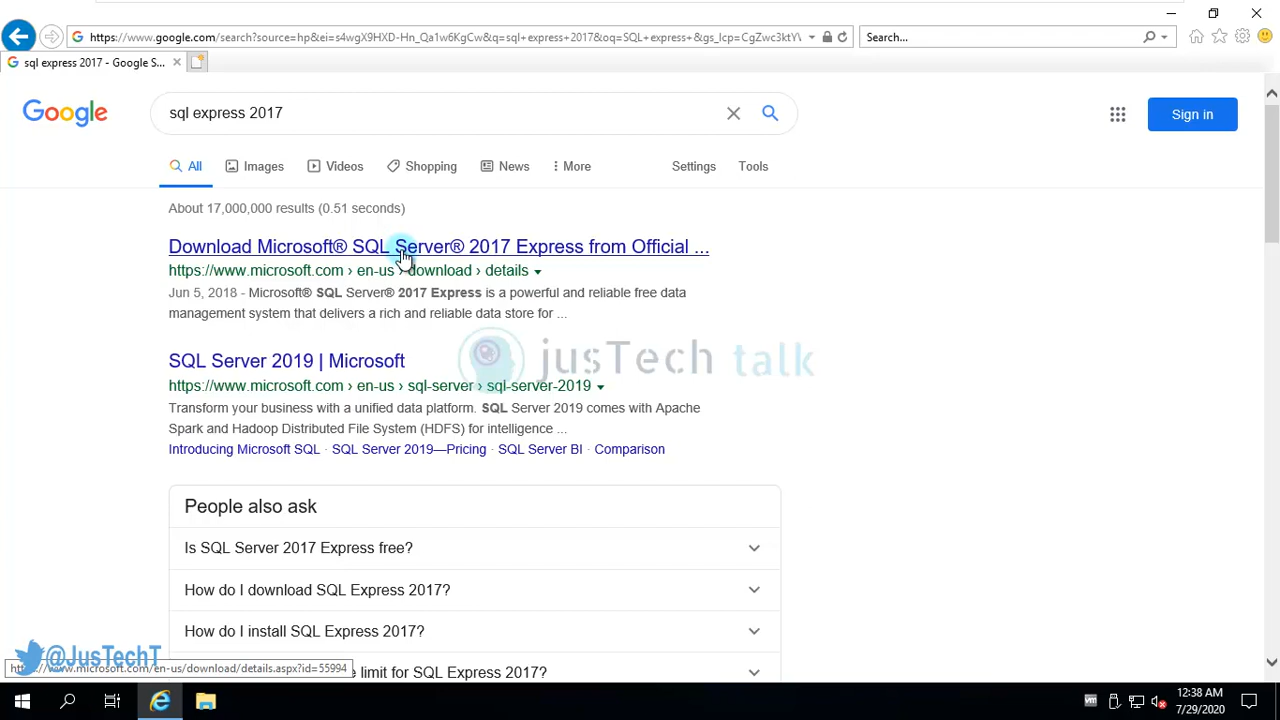 https://www.google.com/search?source=hp&ei=s4wgX9HXD-Hn_Qa1w6KgCw&q=sql+express+2017&oq=SQL+express+&gs_lcp=CgZwc3ktYV
Search...
sql express 2017 - Google S...
Google
sql express 2017
Sign in
All
Images
Videos
Shopping
News
More
Settings
Tools
About 17,000,000 results (0.51 seconds)
Download Microsoft® SQL Server® 2017 Express from Official ...
https://www.microsoft.com › en-us › download › details
Jun 5, 2018 - Microsoft® SQL Server® 2017 Express is a powerful and reliable free data
management system that delivers a rich and reliable data store for ...
jusTech talk
SQL Server 2019 | Microsoft
https://www.microsoft.com › en-us › sql-server › sql-server-2019
Transform your business with a unified data platform. SQL Server 2019 comes with Apache
Spark and Hadoop Distributed File System (HDFS) for intelligence ...
Introducing Microsoft SQL · SQL Server 2019—Pricing · SQL Server BI · Comparison
People also ask
Is SQL Server 2017 Express free?
How do I download SQL Express 2017?
How do I install SQL Express 2017?
@JusTechT
limit for SQL Express 2017?
www.microsoft.com/en-us/download/details.aspx?id=55994
vm
12:38 AM
7/29/2020